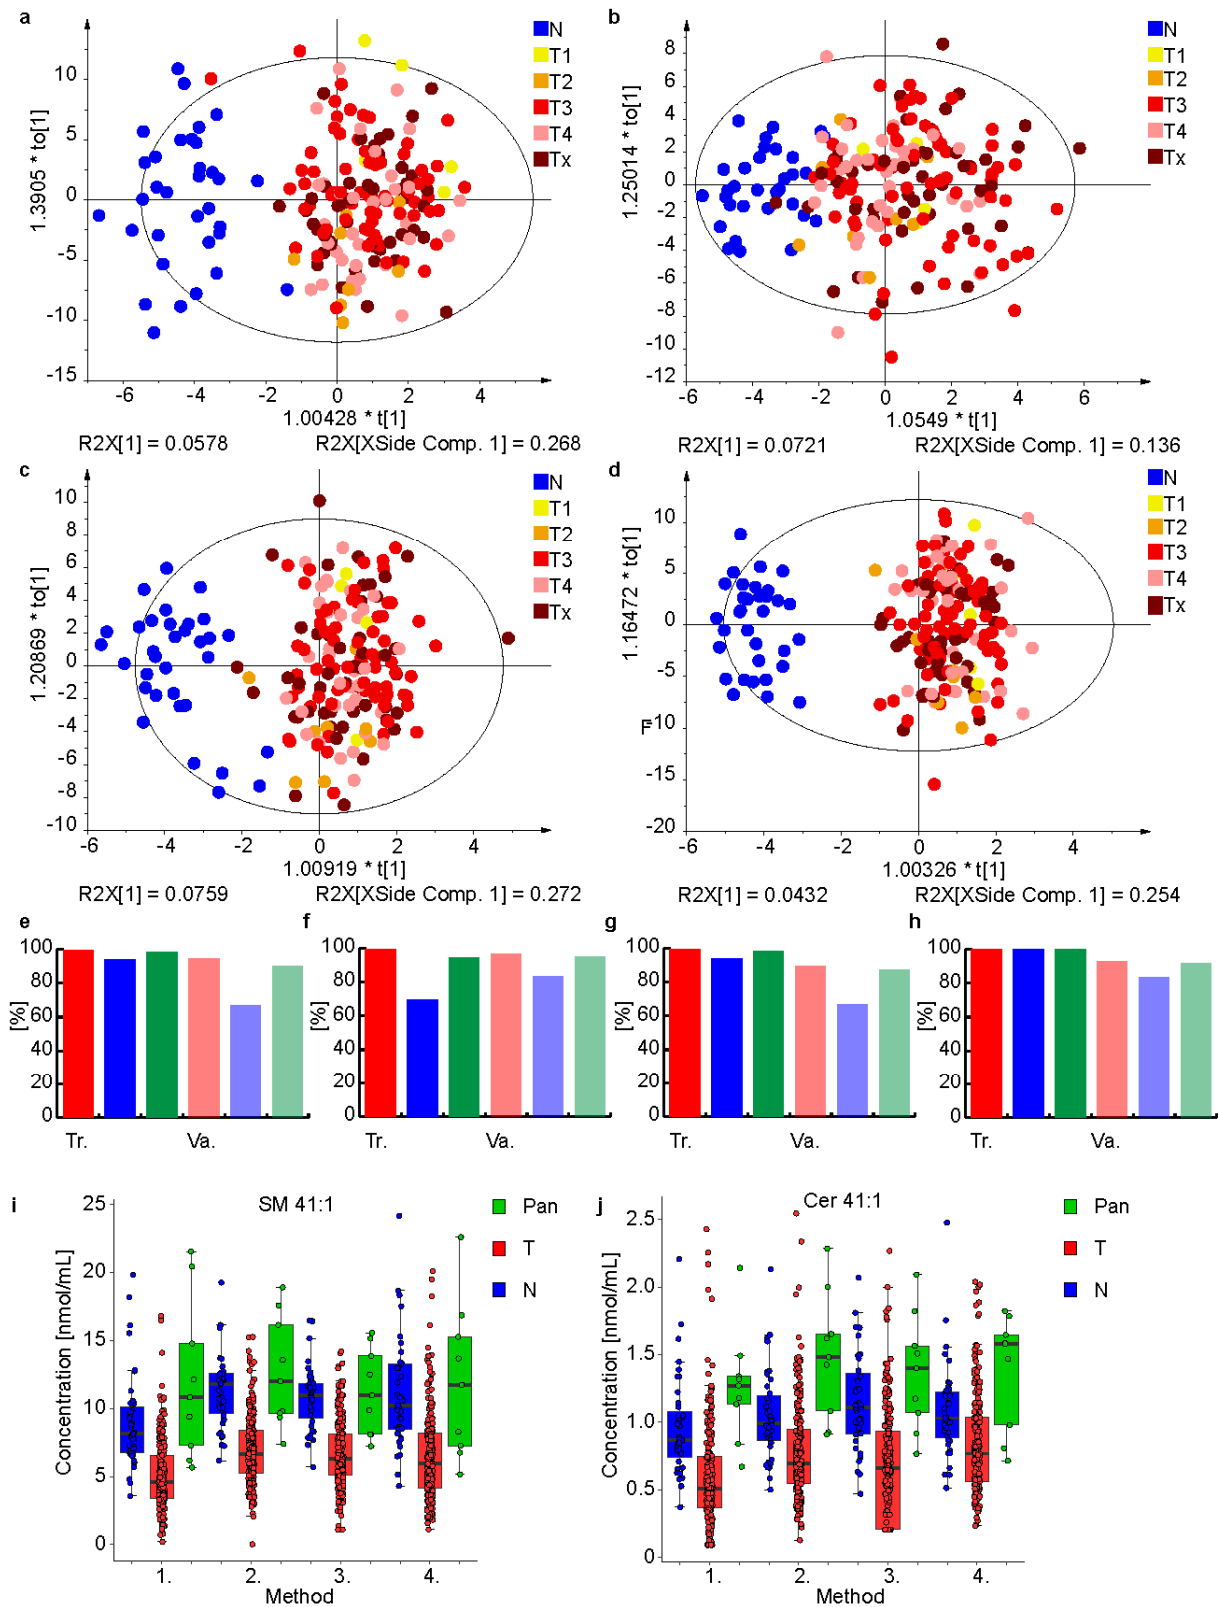 a
N
T1
T2
T3
T4
Tx
10
5
0
-5
-10
-15
1.3905 * to[1]
-6 -4 -2 0 2 4
1.00428 * t[1]
R2X[1] = 0.0578 R2X[XSide Comp. 1] = 0.268
b
N
T1
T2
T3
T4
Tx
8
6
4
2
0
-2
-4
-6
-8
-10
-12
1.25014 * to[1]
-6 -4 -2 0 2 4 6
1.0549 * t[1]
R2X[1] = 0.0721 R2X[XSide Comp. 1] = 0.136
c
N
T1
T2
T3
T4
Tx
10
8
6
4
2
0
-2
-4
-6
-8
-10
1.20869 * to[1]
-6 -4 -2 0 2 4
1.00919 * t[1]
R2X[1] = 0.0759 R2X[XSide Comp. 1] = 0.272
d
N
T1
T2
T3
T4
Tx
10
5
0
-5
-10
-15
-20
1.16472 * to[1]
-6 -4 -2 0 2 4
1.00326 * t[1]
R2X[1] = 0.0432 R2X[XSide Comp. 1] = 0.254
e
100
80
60
40
20
0
[%]
Tr. Va.
f
100
80
60
40
20
0
[%]
Tr. Va.
g
100
80
60
40
20
0
[%]
Tr. Va.
h
100
80
60
40
20
0
[%]
Tr. Va.
i
SM 41:1
Pan
T
N
25
20
15
10
5
0
Concentration [nmol/mL]
1. 2. 3. 4.
Method
j
Cer 41:1
Pan
T
N
2.5
2.0
1.5
1.0
0.5
0
Concentration [nmol/mL]
1. 2. 3. 4.
Method